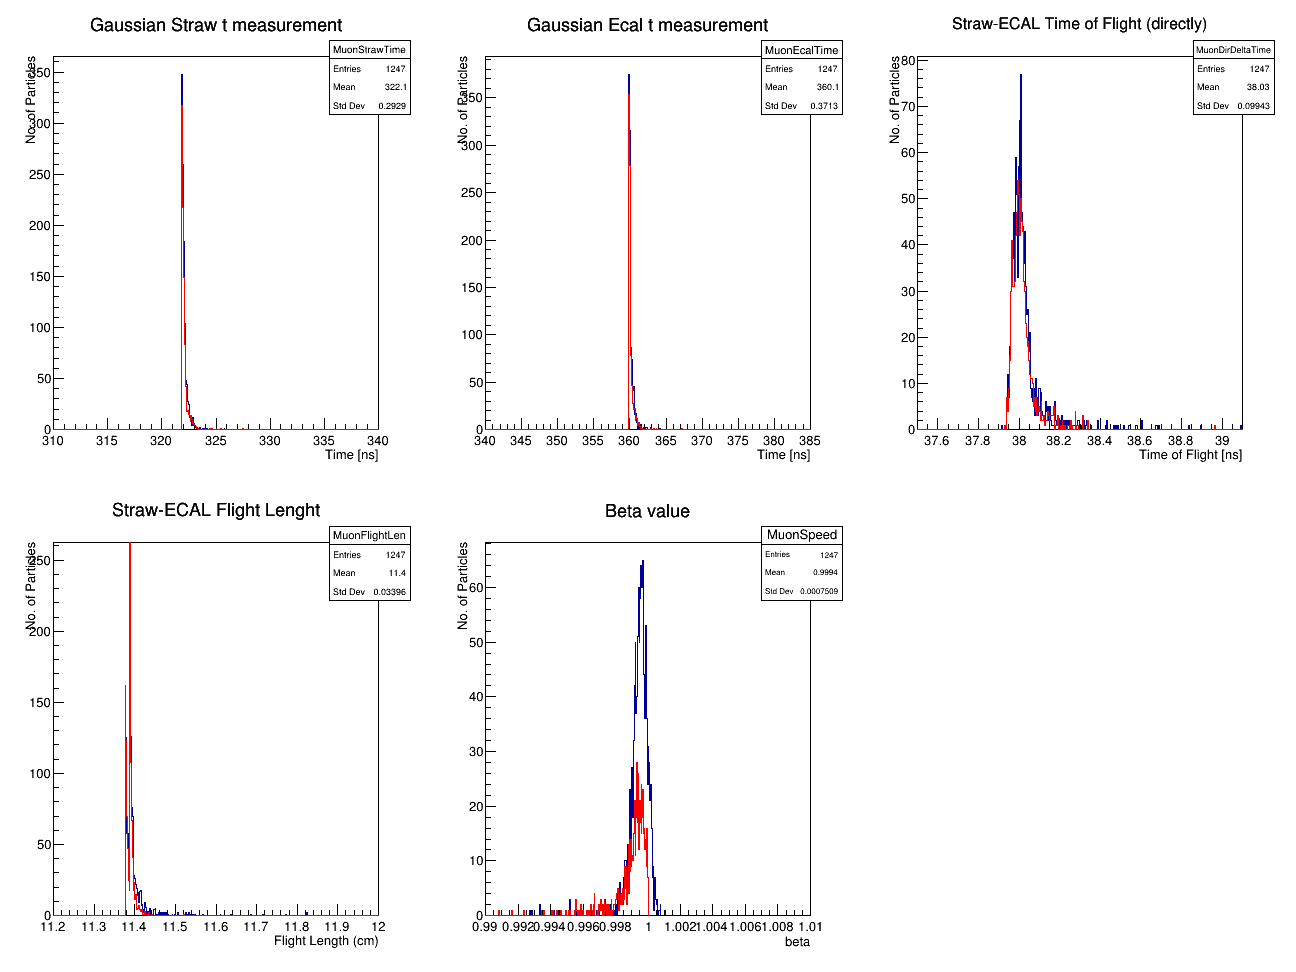 Gaussian Straw t measurement
No. of Particles
MuonStrawTime
Entries 1247
Mean 322.1
Std Dev 0.2929
350
300
250
200
150
100
50
0
310 315 320 325 330 335 340
Time [ns]
Gaussian Ecal t measurement
No. of Particles
MuonEcalTime
Entries 1247
Mean 360.1
Std Dev 0.3713
350
300
250
200
150
100
50
0
340 345 350 355 360 365 370 375 380 385
Time [ns]
Straw-ECAL Time of Flight (directly)
No. of Particles
MuonDirDeltaTime
Entries 1247
Mean 38.03
Std Dev 0.09943
80
70
60
50
40
30
20
10
0
37.6 37.8 38 38.2 38.4 38.6 38.8 39
Time of Flight [ns]
Straw-ECAL Flight Lenght
No. of Particles
MuonFlightLen
Entries 1247
Mean 11.4
Std Dev 0.03396
250
200
150
100
50
0
11.2 11.3 11.4 11.5 11.6 11.7 11.8 11.9 12
Flight Length (cm)
Beta value
No. of Particles
MuonSpeed
Entries 1247
Mean 0.9994
Std Dev 0.0007509
60
50
40
30
20
10
0
0.99 0.992 0.994 0.996 0.998 1 1.002 1.004 1.006 1.008 1.01
beta